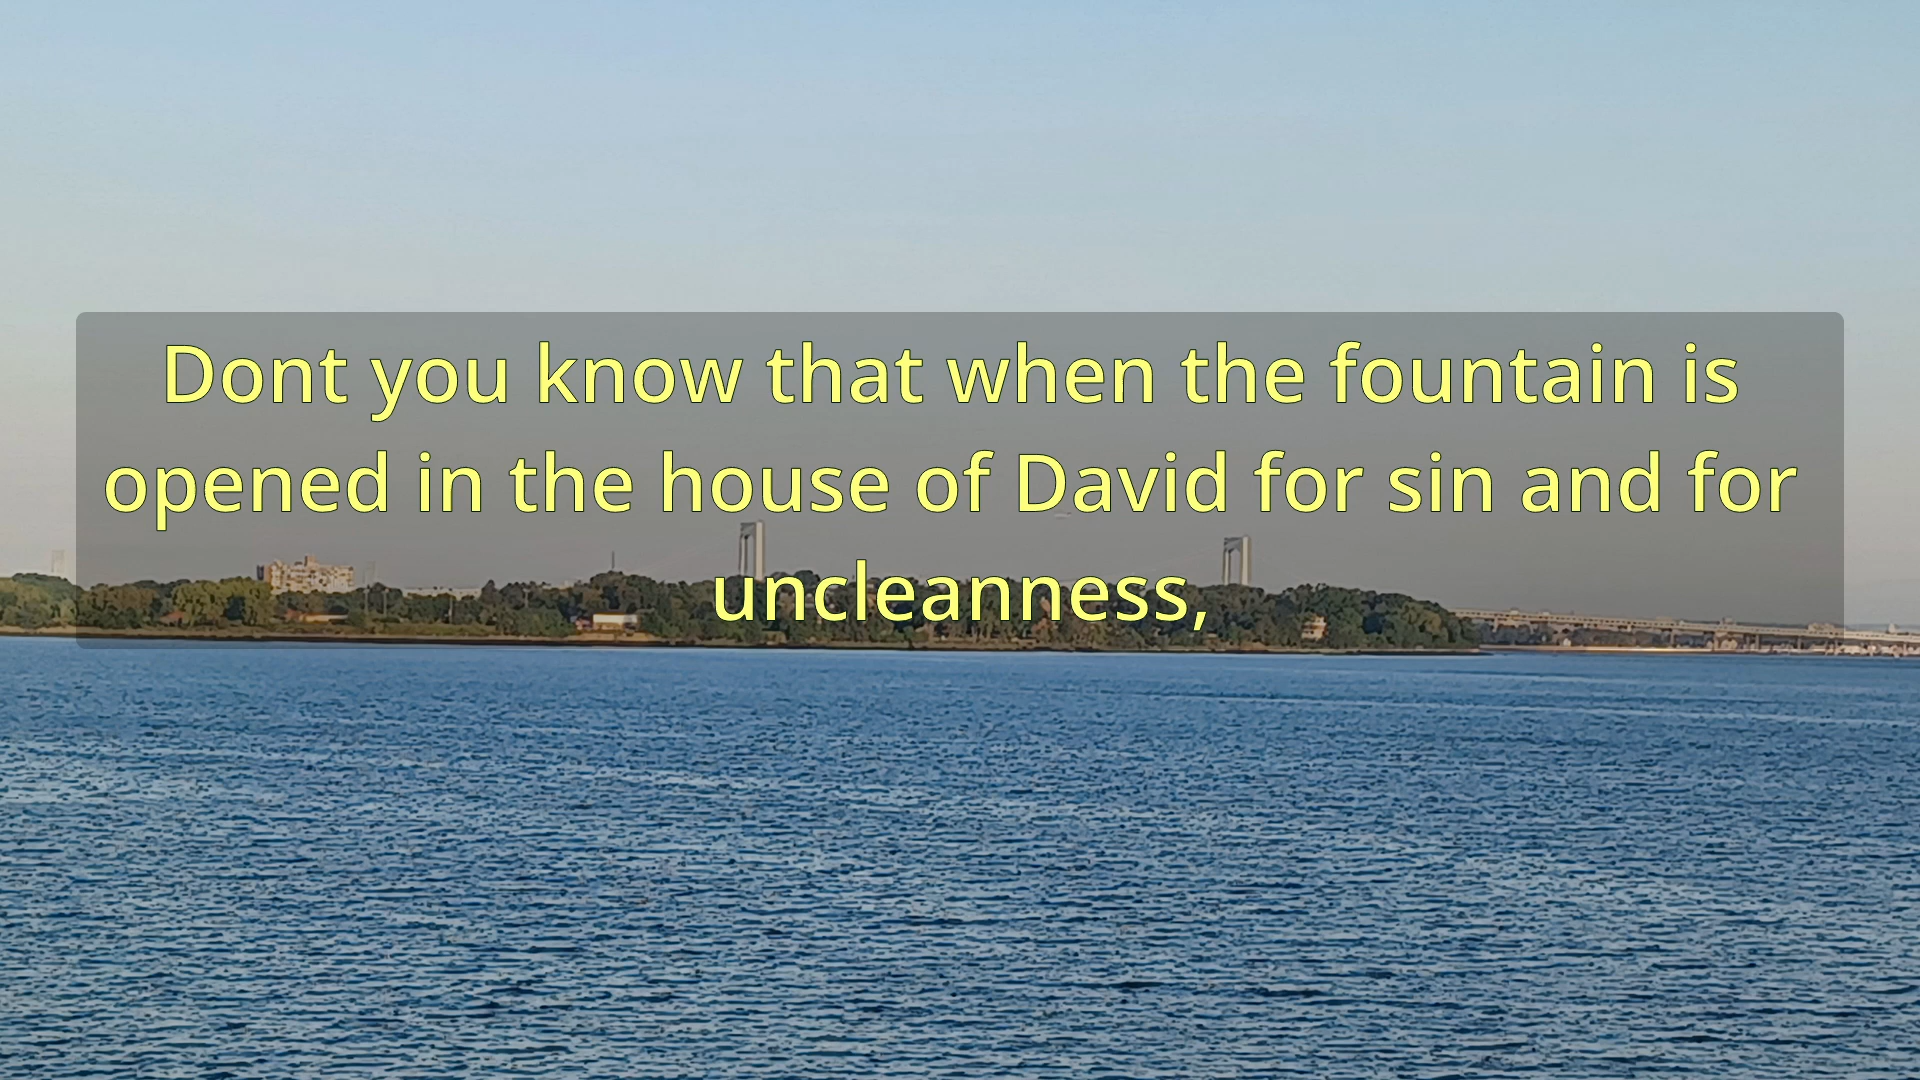 Dont you know that when the fountain is
opened in the house of David for sin and for
uncleanness,